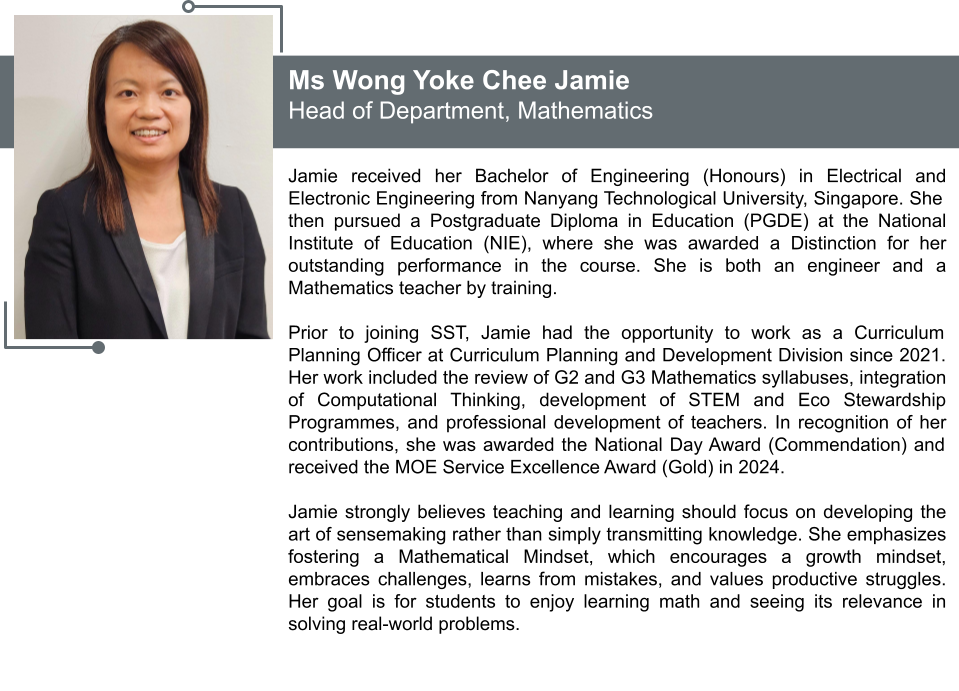 Ms Wong Yoke Chee Jamie
Head of Department, Mathematics
Jamie received her Bachelor of Engineering (Honours) in Electrical and
Electronic Engineering from Nanyang Technological University, Singapore. She
then pursued a Postgraduate Diploma in Education (PGDE) at the National
Institute of Education (NIE), where she was awarded a Distinction for her
outstanding performance in the course. She is both an engineer and a
Mathematics teacher by training.
Prior to joining SST, Jamie had the opportunity to work as a Curriculum
Planning Officer at Curriculum Planning and Development Division since 2021.
Her work included the review of G2 and G3 Mathematics syllabuses, integration
of Computational Thinking, development of STEM and Eco Stewardship
Programmes, and professional development of teachers. In recognition of her
contributions, she was awarded the National Day Award (Commendation) and
received the MOE Service Excellence Award (Gold) in 2024.
Jamie strongly believes teaching and learning should focus on developing the
art of sensemaking rather than simply transmitting knowledge. She emphasizes
fostering a Mathematical Mindset, which encourages a growth mindset,
embraces challenges, learns from mistakes, and values productive struggles.
Her goal is for students to enjoy learning math and seeing its relevance in
solving real-world problems.